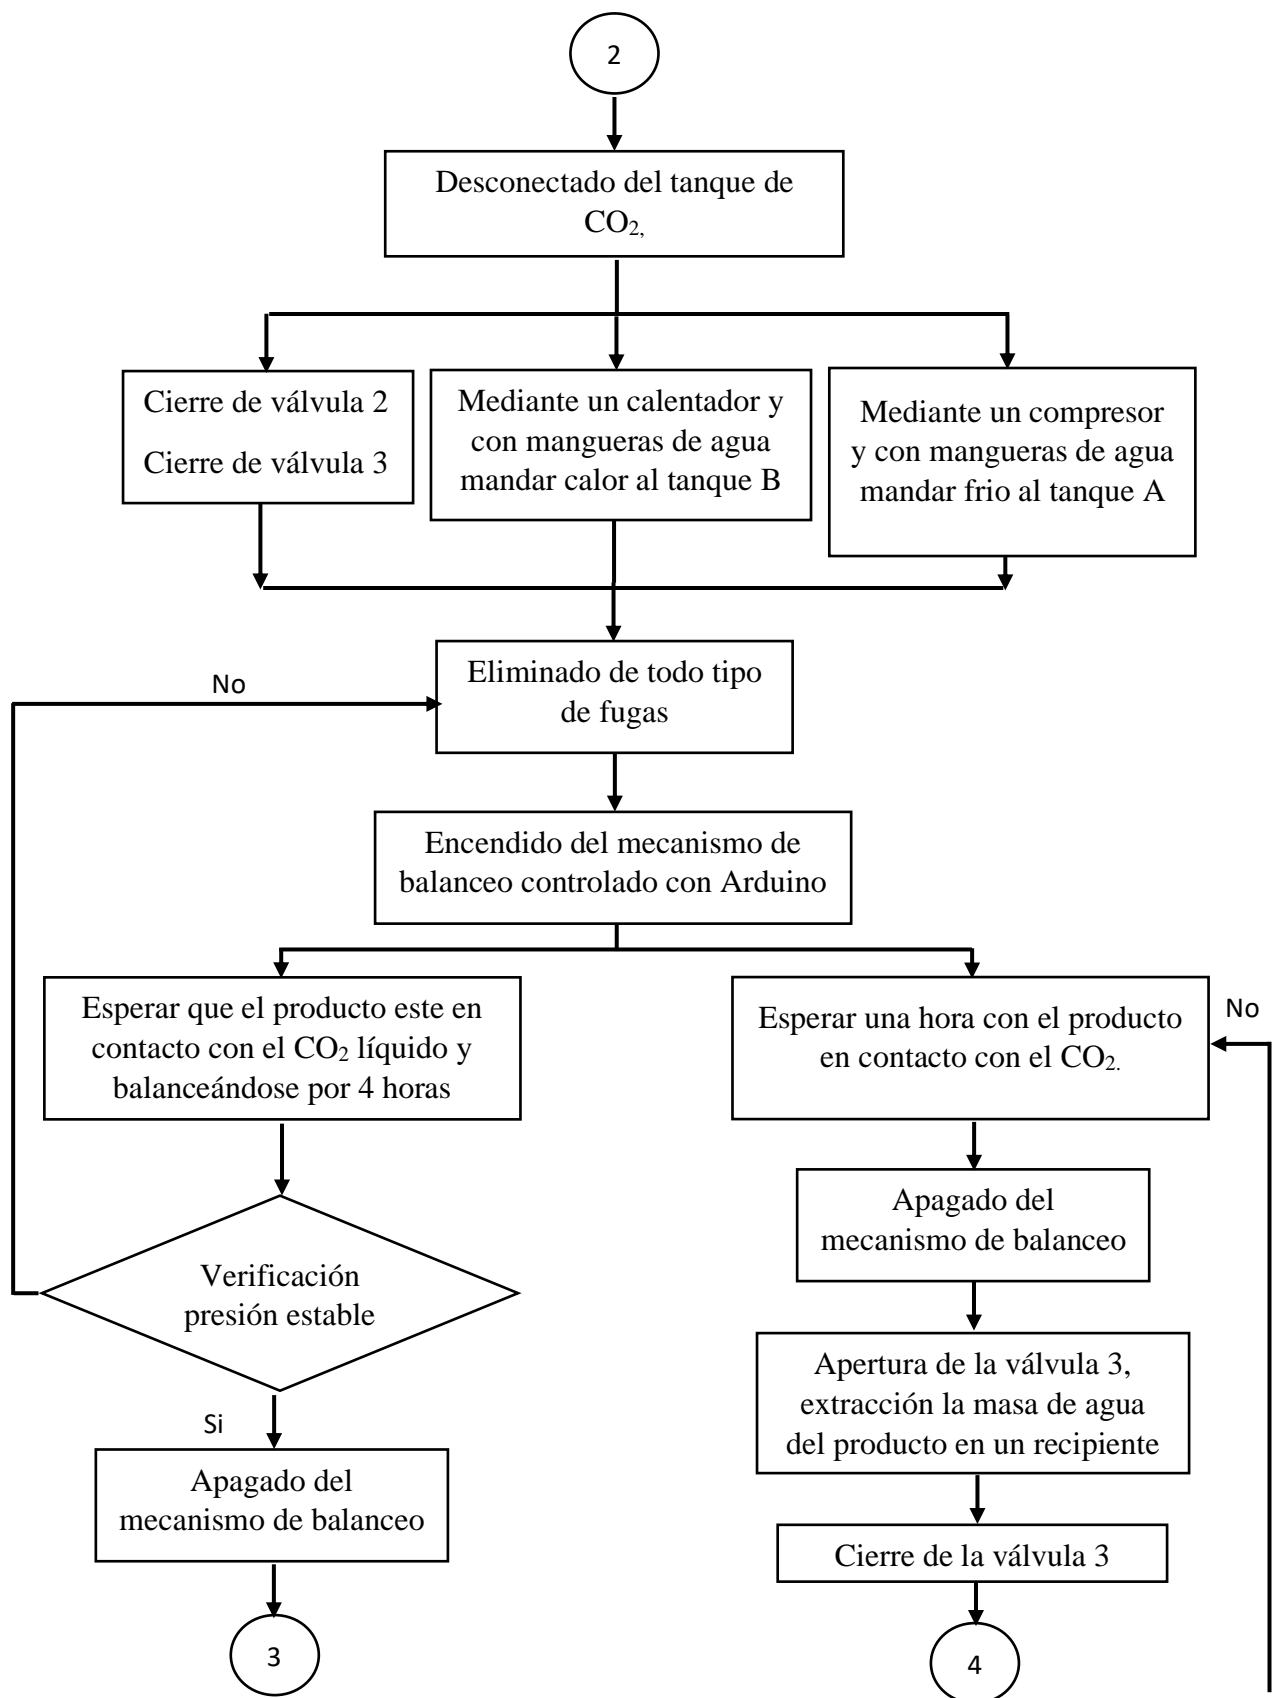 2
Desconectado del tanque de
CO₂,
Cierre de válvula 2
Cierre de válvula 3
Mediante un calentador y
con mangueras de agua
mandar calor al tanque B
Mediante un compresor
y con mangueras de agua
mandar frio al tanque A
No
Eliminado de todo tipo
de fugas
Encendido del mecanismo de
balanceo controlado con Arduino
Esperar que el producto este en
contacto con el CO₂ líquido y
balanceándose por 4 horas
Esperar una hora con el producto
en contacto con el CO₂.
No
Verificación
presión estable
Si
Apagado del
mecanismo de balanceo
3
Apagado del
mecanismo de balanceo
Apertura de la válvula 3,
extracción la masa de agua
del producto en un recipiente
Cierre de la válvula 3
4